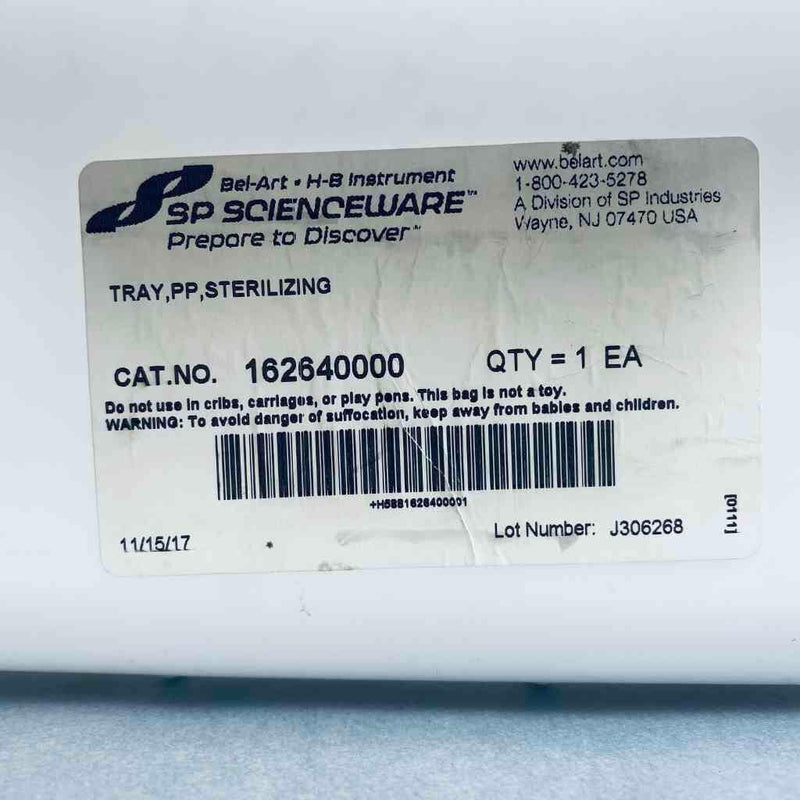 Bel-Art • H-B Instrument
SP SCIENCEWARE™
Prepare to Discover™
www.belart.com
1-800-423-5278
A Division of SP Industries
Wayne, NJ 07470 USA
TRAY,PP,STERILIZING
CAT.NO. 162640000 QTY = 1 EA
Do not use in cribs, carriages, or play pens. This bag is not a toy.
WARNING: To avoid danger of suffocation, keep away from babies and children.
+H5881626400001
11/15/17
Lot Number: J306268
[0111]